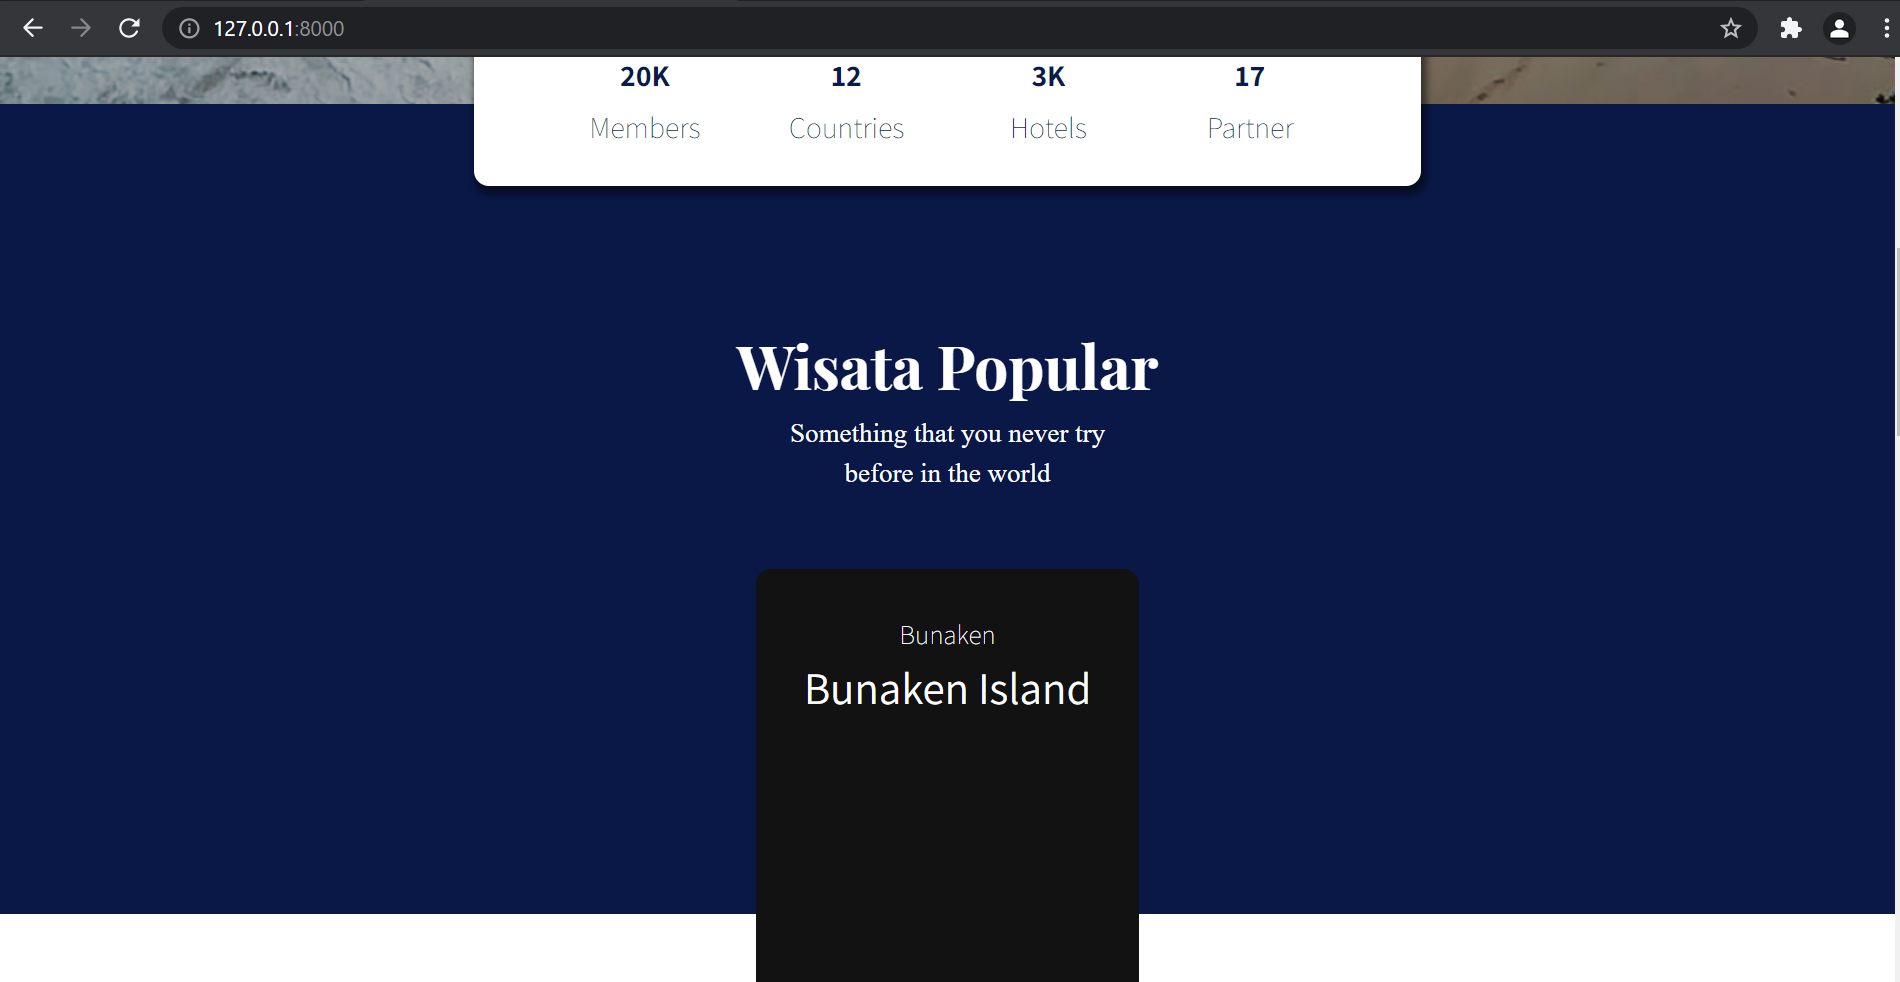 127.0.0.1:8000
20K 12 3K 17
Members Countries Hotels Partner
Wisata Popular
Something that you never try
before in the world
Bunaken
Bunaken Island